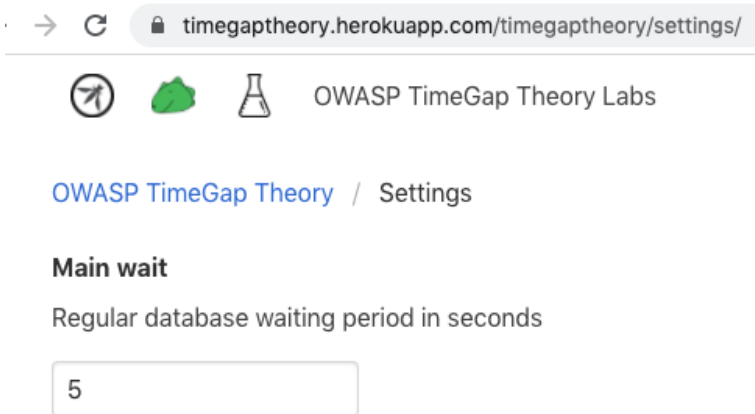 timegaptheory.herokuapp.com/timegaptheory/settings/
OWASP TimeGap Theory Labs
OWASP TimeGap Theory / Settings
Main wait
Regular database waiting period in seconds
5